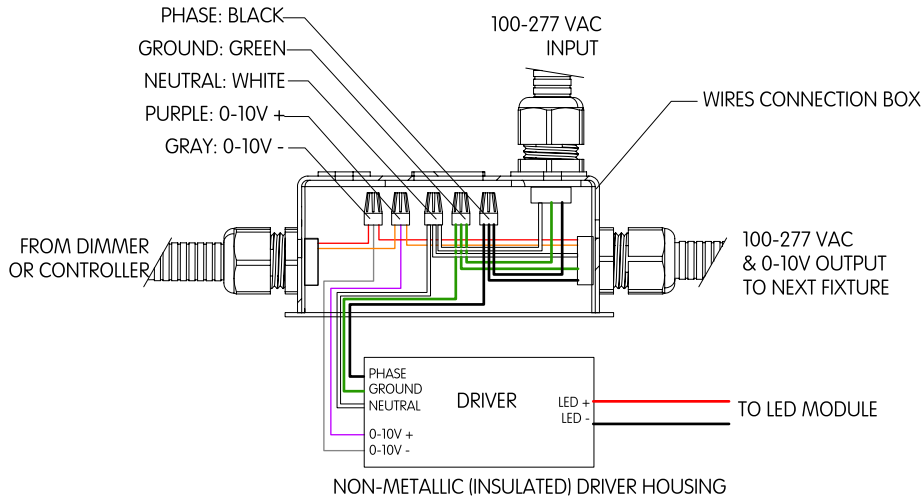 PHASE: BLACK
GROUND: GREEN
NEUTRAL: WHITE
PURPLE: 0-10V +
GRAY: 0-10V -
100-277 VAC
INPUT
WIRES CONNECTION BOX
FROM DIMMER
OR CONTROLLER
100-277 VAC
& 0-10V OUTPUT
TO NEXT FIXTURE
PHASE
GROUND
NEUTRAL
0-10V +
0-10V -
DRIVER
LED +
LED -
TO LED MODULE
NON-METALLIC (INSULATED) DRIVER HOUSING